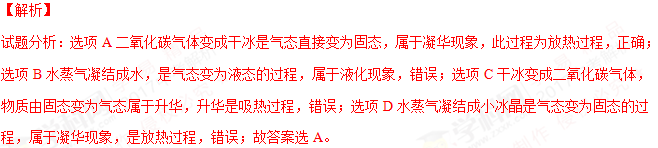 【解析】
试题分析：选项 A 二氧化碳气体变成干冰是气态直接变为固态，属于凝华现象，此过程为放热过程，正确；
选项 B 水蒸气凝结成水，是气态变为液态的过程，属于液化现象，错误；选项 C 干冰变成二氧化碳气体，
物质由固态变为气态属于升华，升华是吸热过程，错误；选项 D 水蒸气凝结成小冰晶是气态变为固态的过
程，属于凝华现象，是放热过程，错误；故答案选 A。